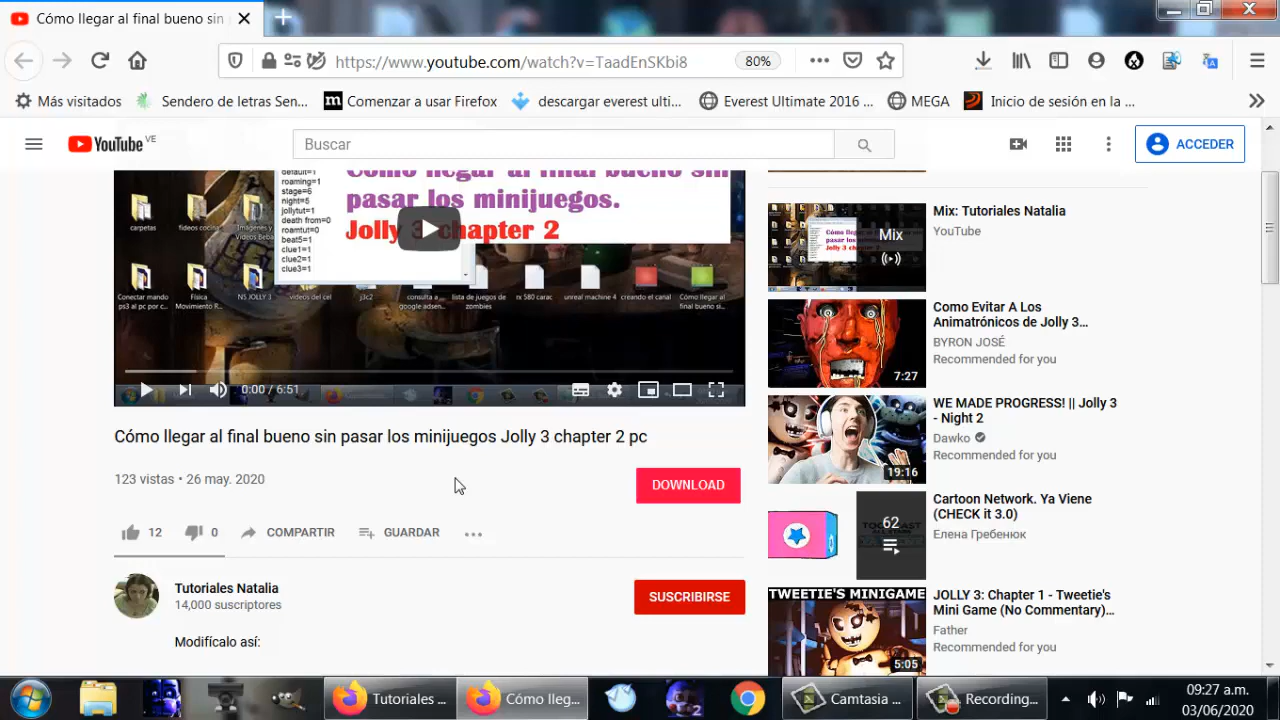 Cómo llegar al final bueno sin
https://www.youtube.com/watch?v=TaadEnSKbi8
80%
Más visitados
Sendero de letras Sen...
Comenzar a usar Firefox
descargar everest ulti...
Everest Ultimate 2016 ...
MEGA
Inicio de sesión en la ...
YouTube VE
Buscar
ACCEDER
default=1
roaming=1
stage=6
night=5
jollytut=1
death from=0
roamtut=0
beat5=1
clue1=1
clue2=1
clue3=1
Cómo llegar al final bueno sin
pasar los minijuegos.
Jolly 3 chapter 2
carpetas
fideos cocina
Imagenes y
Videos Beba
Conectar mando
ps3 al pc por c...
Física
Movimiento R...
N5 JOLLY 3
videos del cel
j3c2
consulta a
google adsen...
lista de juegos de
zombies
rx 580 carac
unreal machine 4
creando el canal
Cómo llegar al
final bueno si...
0:00 / 6:51
Cómo llegar al final bueno sin pasar los minijuegos Jolly 3 chapter 2 pc
123 vistas • 26 may. 2020
DOWNLOAD
12
0
COMPARTIR
GUARDAR
Tutoriales Natalia
14,000 suscriptores
SUSCRIBIRSE
Modifícalo así:
Mix
Mix: Tutoriales Natalia
YouTube
7:27
Como Evitar A Los
Animatrónicos de Jolly 3...
BYRON JOSÉ
Recommended for you
19:16
WE MADE PROGRESS! || Jolly 3
- Night 2
Dawko
Recommended for you
62
Cartoon Network. Ya Viene
(CHECK it 3.0)
Елена Гребенюк
TWEETIE'S MINIGAME
5:05
JOLLY 3: Chapter 1 - Tweetie's
Mini Game (No Commentary)...
Father
Recommended for you
Tutoriales ...
Cómo lleg...
2
Camtasia ...
Recording...
09:27 a.m.
03/06/2020